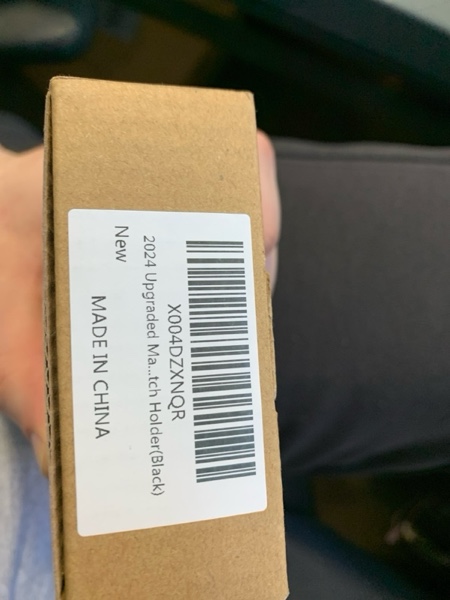 X004DZXNQR
2024 Upgraded Ma...tch Holder(Black)
New
MADE IN CHINA